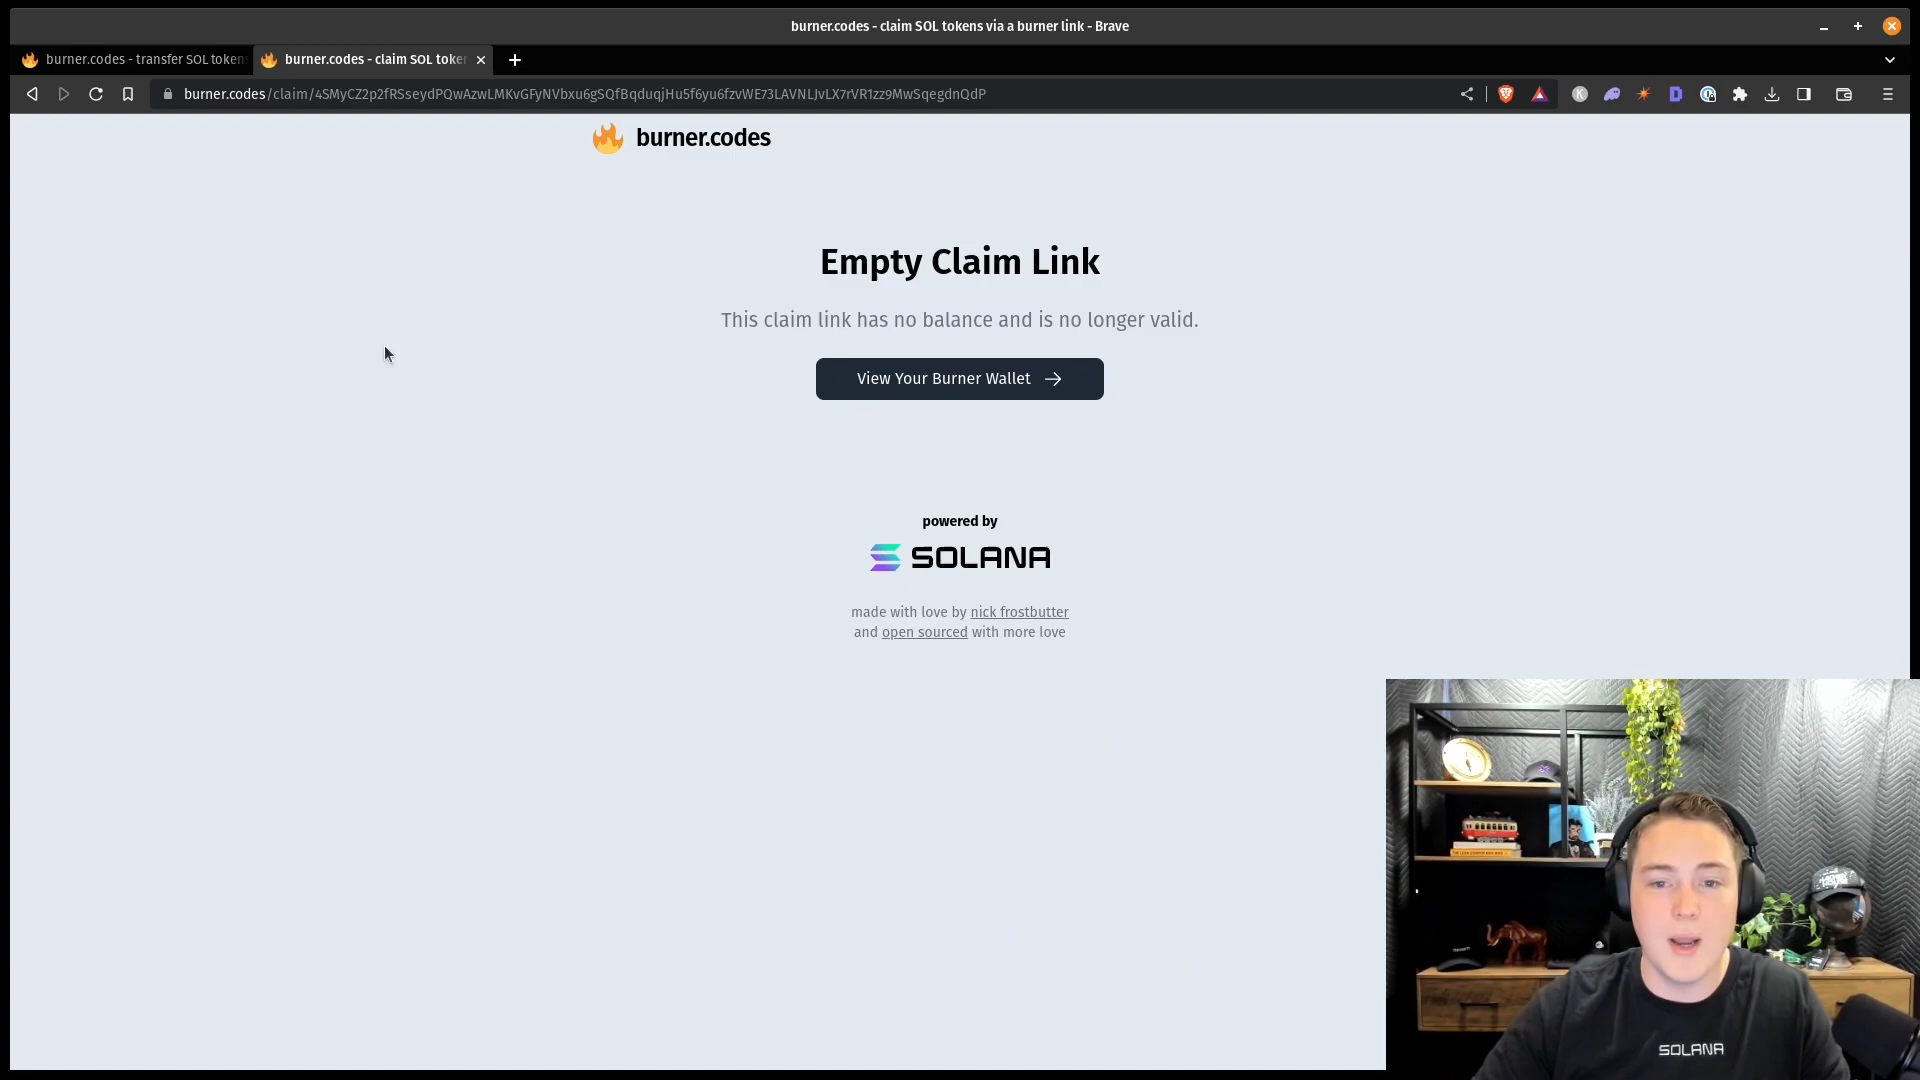 burner.codes - claim SOL tokens via a burner link - Brave
burner.codes - transfer SOL token
burner.codes - claim SOL toke
burner.codes/claim/4SMyCZ2p2fRSseydPQwAzwLMKvGFyNVbxu6gSQfBqduqjHu5f6yu6fzvWE73LAVNLJvLX7rVR1zz9MwSqegdnQdP
burner.codes
Empty Claim Link
This claim link has no balance and is no longer valid.
View Your Burner Wallet
powered by
SOLANA
made with love by nick frostbutter
and open sourced with more love
SOLANA